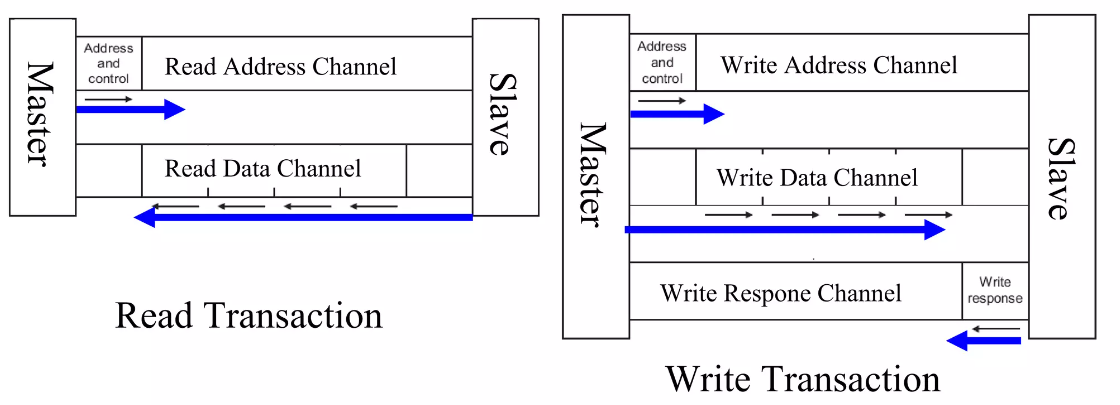 Master
Address
and
control
Read Address Channel
Read Data Channel
Slave
Read Transaction
Master
Address
and
control
Write Address Channel
Write Data Channel
Write Respone Channel
Write
response
Slave
Write Transaction